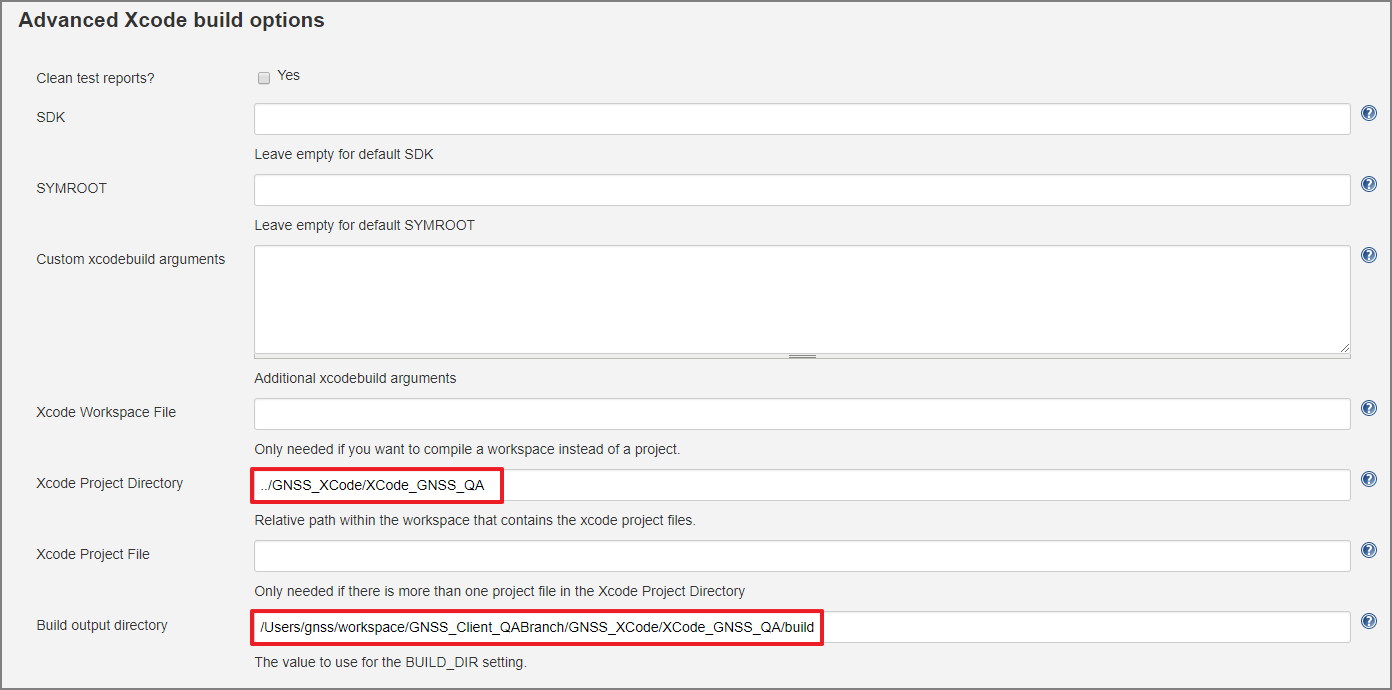 Advanced Xcode build options
Clean test reports?
Yes
SDK
Leave empty for default SDK
SYMROOT
Leave empty for default SYMROOT
Custom xcodebuild arguments
Additional xcodebuild arguments
Xcode Workspace File
Only needed if you want to compile a workspace instead of a project.
Xcode Project Directory
../GNSS_XCode/XCode_GNSS_QA
Relative path within the workspace that contains the xcode project files.
Xcode Project File
Only needed if there is more than one project file in the Xcode Project Directory
Build output directory
/Users/gnss/workspace/GNSS_Client_QABranch/GNSS_XCode/XCode_GNSS_QA/build
The value to use for the BUILD_DIR setting.